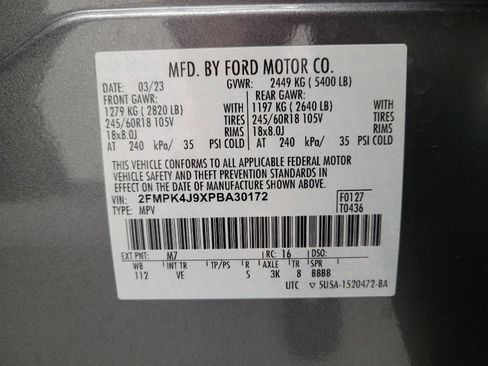 MFD. BY FORD MOTOR CO.
DATE: 03/23 GVWR: 2449 KG ( 5400 LB)
FRONT GAWR: REAR GAWR:
1279 KG ( 2820 LB) WITH 1197 KG ( 2640 LB) WITH
245/60R18 105V TIRES 245/60R18 105V TIRES
18x8.0J RIMS 18x8.0J RIMS
AT 240 kPa/ 35 PSI COLD AT 240 kPa/ 35 PSI COLD
THIS VEHICLE CONFORMS TO ALL APPLICABLE FEDERAL MOTOR
VEHICLE SAFETY AND THEFT PREVENTION STANDARDS IN
EFFECT ON THE DATE OF MANUFACTURE SHOWN ABOVE.
VIN: 2FMPK4J9XPBA30172 F0127
TYPE: MPV T0436
EXT PNT: M7 RC: 16 DSO:
WB INT TR TP/PS R AXLE TR SPR
112 VE S 3K 8 BBBB
UTC ▽ 5U5A-1520472-BA